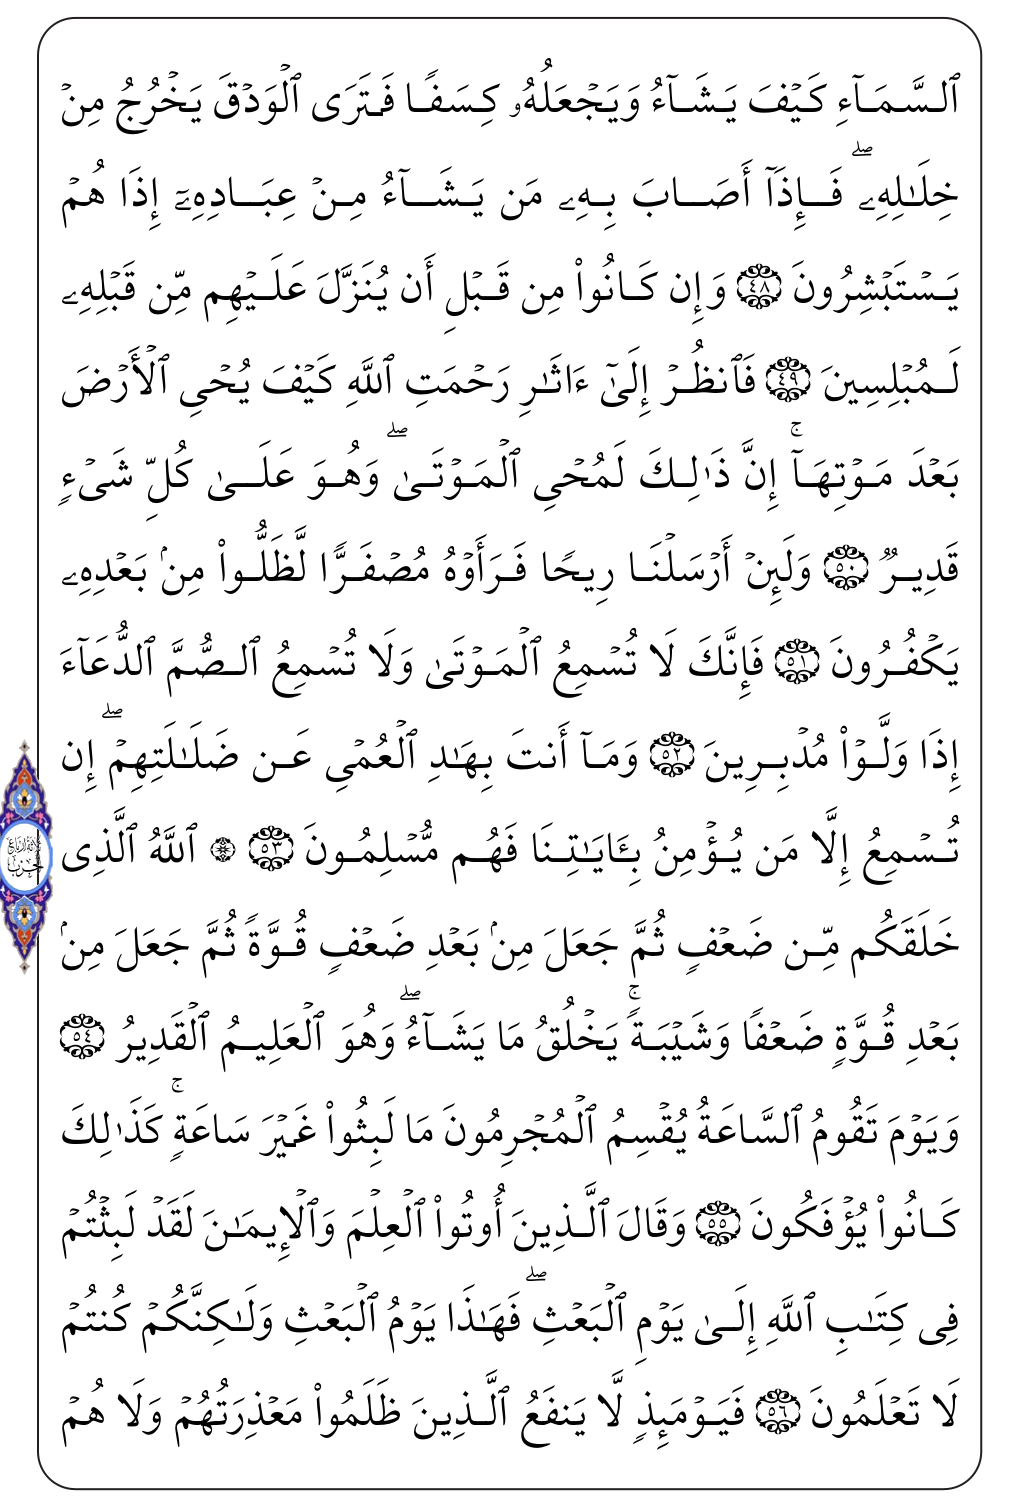 ٱلسَّمَآءِ كَيۡفَ يَشَآءُ وَيَجۡعَلُهُۥ كِسَفٗا فَتَرَى ٱلۡوَدۡقَ يَخۡرُجُ مِنۡ
خِلَٰلِهِۦۖ فَإِذَآ أَصَابَ بِهِۦ مَن يَشَآءُ مِنۡ عِبَادِهِۦٓ إِذَا هُمۡ
يَسۡتَبۡشِرُونَ ٤٨ وَإِن كَانُواْ مِن قَبۡلِ أَن يُنَزَّلَ عَلَيۡهِم مِّن قَبۡلِهِۦ
لَمُبۡلِسِينَ ٤٩ فَٱنظُرۡ إِلَىٰٓ ءَاثَٰرِ رَحۡمَتِ ٱللَّهِ كَيۡفَ يُحۡيِ ٱلۡأَرۡضَ
بَعۡدَ مَوۡتِهَآۚ إِنَّ ذَٰلِكَ لَمُحۡيِ ٱلۡمَوۡتَىٰۖ وَهُوَ عَلَىٰ كُلِّ شَيۡءٖ
قَدِيرٞ ٥٠ وَلَئِنۡ أَرۡسَلۡنَا رِيحٗا فَرَأَوۡهُ مُصۡفَرّٗا لَّظَلُّواْ مِنۢ بَعۡدِهِۦ
يَكۡفُرُونَ ٥١ فَإِنَّكَ لَا تُسۡمِعُ ٱلۡمَوۡتَىٰ وَلَا تُسۡمِعُ ٱلصُّمَّ ٱلدُّعَآءَ
إِذَا وَلَّوۡاْ مُدۡبِرِينَ ٥٢ وَمَآ أَنتَ بِهَٰدِ ٱلۡعُمۡيِ عَن ضَلَٰلَتِهِمۡۖ إِن
تُسۡمِعُ إِلَّا مَن يُؤۡمِنُ بِـَٔايَٰتِنَا فَهُم مُّسۡلِمُونَ ٥٣ ۞ ٱللَّهُ ٱلَّذِي
خَلَقَكُم مِّن ضَعۡفٖ ثُمَّ جَعَلَ مِنۢ بَعۡدِ ضَعۡفٖ قُوَّةٗ ثُمَّ جَعَلَ مِنۢ
بَعۡدِ قُوَّةٖ ضَعۡفٗا وَشَيۡبَةٗۚ يَخۡلُقُ مَا يَشَآءُۖ وَهُوَ ٱلۡعَلِيمُ ٱلۡقَدِيرُ ٥٤
وَيَوۡمَ تَقُومُ ٱلسَّاعَةُ يُقۡسِمُ ٱلۡمُجۡرِمُونَ مَا لَبِثُواْ غَيۡرَ سَاعَةٖۚ كَذَٰلِكَ
كَانُواْ يُؤۡفَكُونَ ٥٥ وَقَالَ ٱلَّذِينَ أُوتُواْ ٱلۡعِلۡمَ وَٱلۡإِيمَٰنَ لَقَدۡ لَبِثۡتُمۡ
فِي كِتَٰبِ ٱللَّهِ إِلَىٰ يَوۡمِ ٱلۡبَعۡثِۖ فَهَٰذَا يَوۡمُ ٱلۡبَعۡثِ وَلَٰكِنَّكُمۡ كُنتُمۡ
لَا تَعۡلَمُونَ ٥٦ فَيَوۡمَئِذٖ لَّا يَنفَعُ ٱلَّذِينَ ظَلَمُواْ مَعۡذِرَتُهُمۡ وَلَا هُمۡ